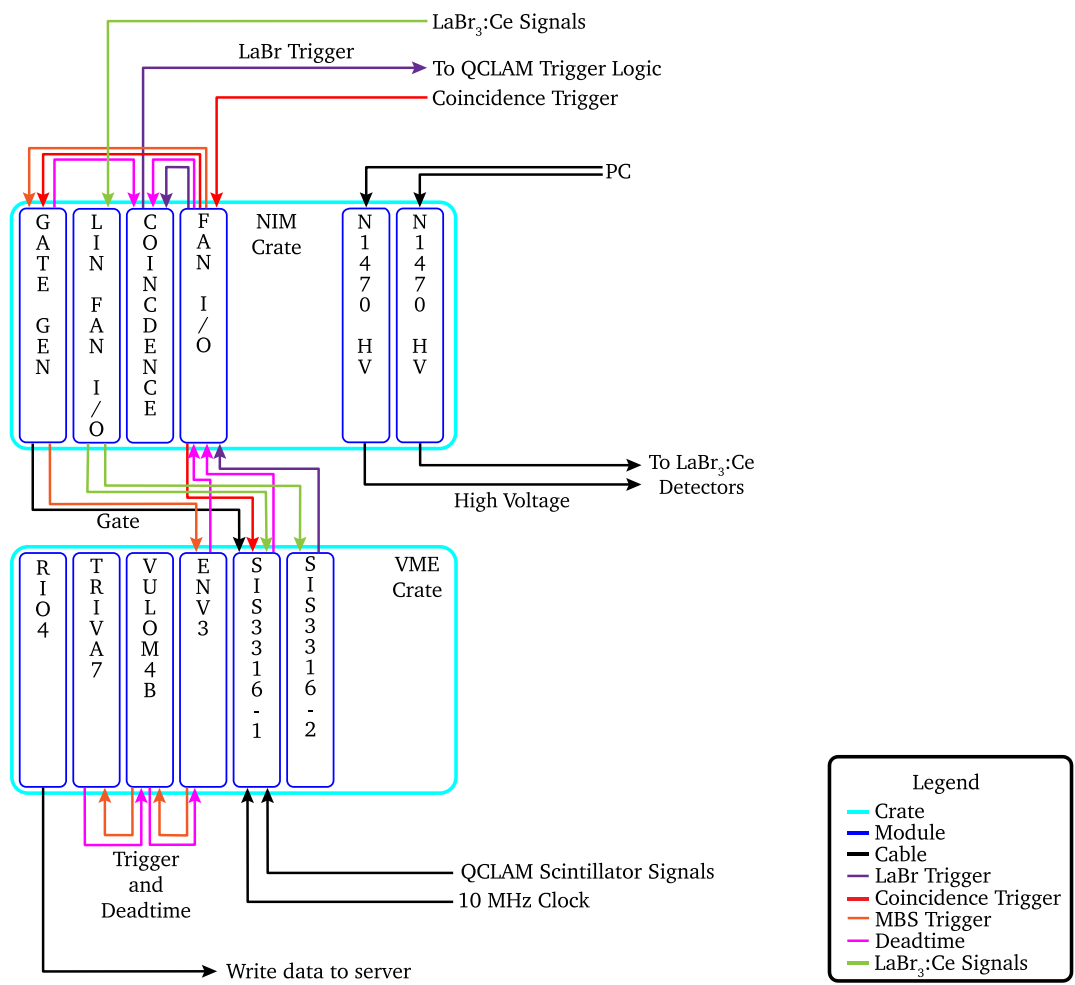 LaBr3:Ce Signals
LaBr Trigger
To QCLAM Trigger Logic
Coincidence Trigger
PC
GATE GEN
LIN FAN I/O
COINCDENCE
FAN I/O
NIM
Crate
N1470 HV
N1470 HV
To LaBr3:Ce
Detectors
High Voltage
Gate
RIO4
TRIVA7
VULOM4B
ENV3
SIS3316-1
SIS3316-2
VME
Crate
Trigger
and
Deadtime
QCLAM Scintillator Signals
10 MHz Clock
Write data to server
Legend
Crate
Module
Cable
LaBr Trigger
Coincidence Trigger
MBS Trigger
Deadtime
LaBr3:Ce Signals